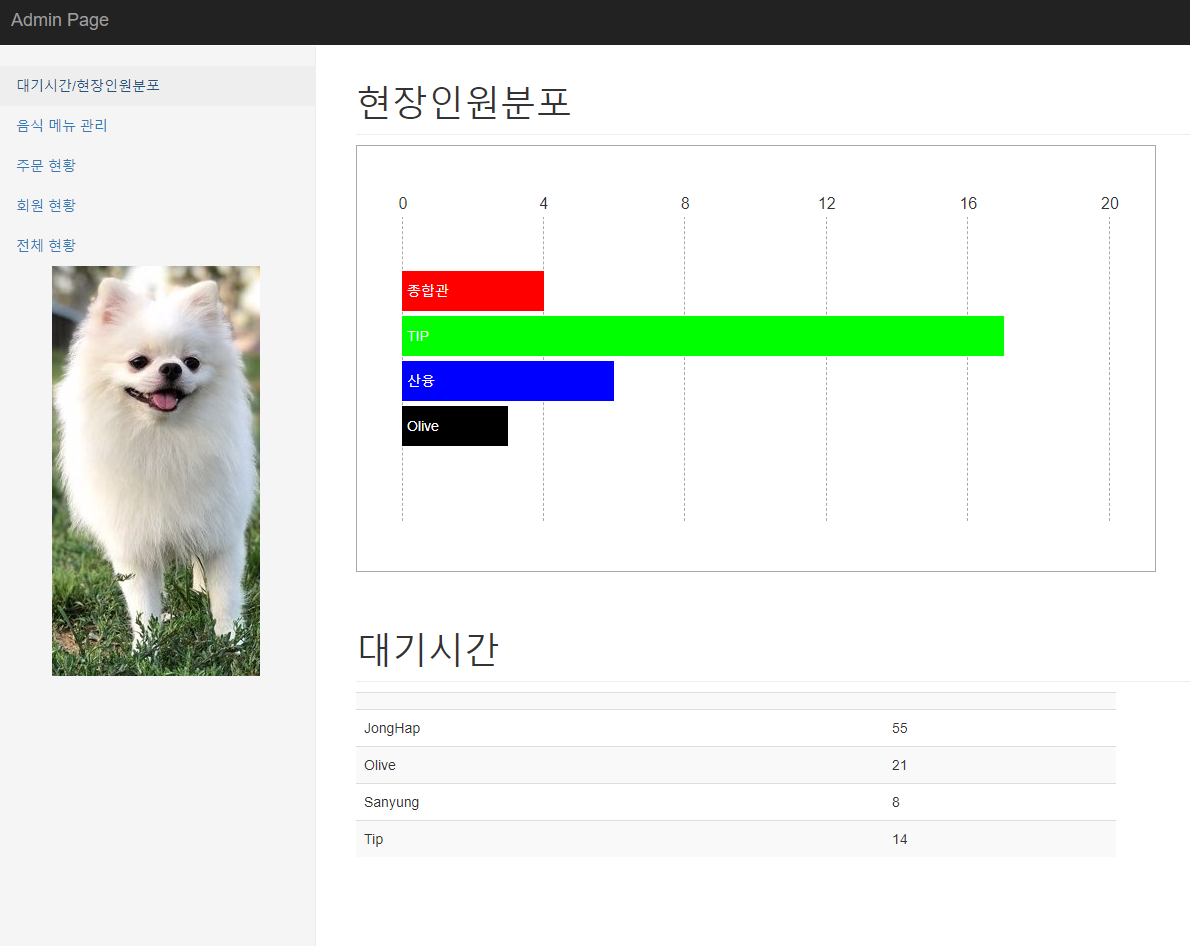 Admin Page
대기시간/현장인원분포
음식 메뉴 관리
주문 현황
회원 현황
전체 현황
현장인원분포
0 4 8 12 16 20
종합관
TIP
산융
Olive
대기시간
JongHap 55
Olive 21
Sanyung 8
Tip 14